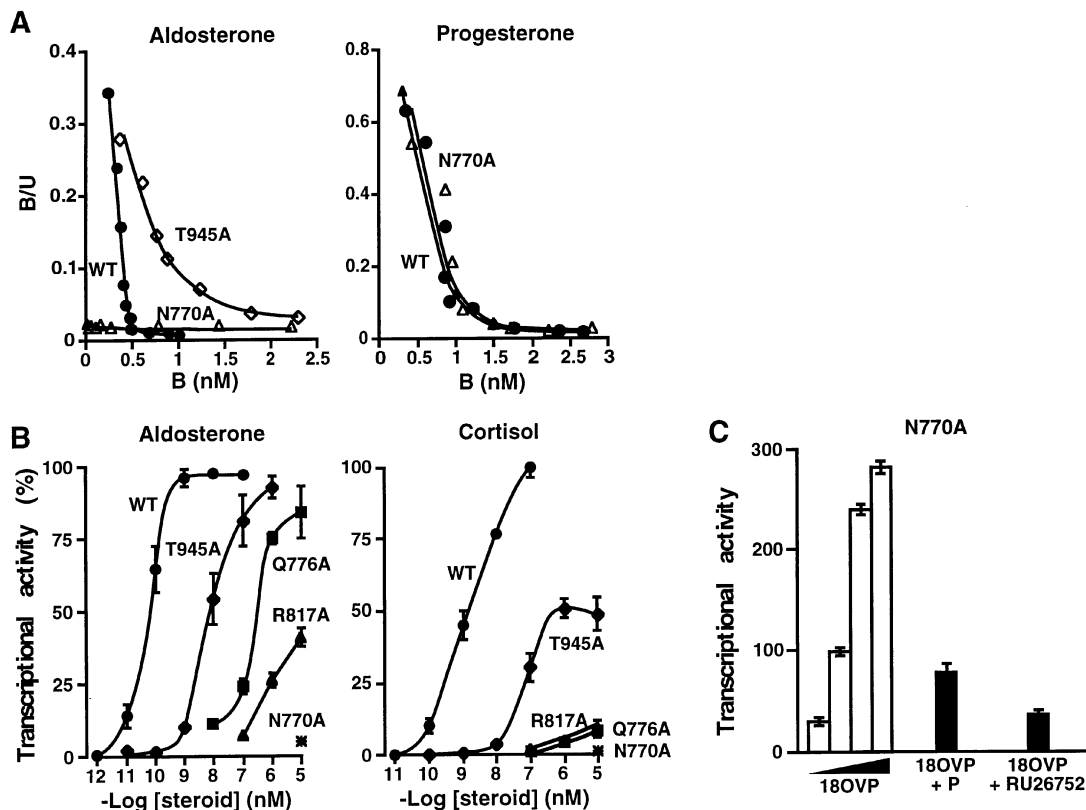 A
Aldosterone
Progesterone
B/U
0.4
0.3
0.2
0.1
0
WT
T945A
N770A
0 0.5 1 1.5 2 2.5
B (nM)
0.8
0.6
0.4
0.2
0
N770A
WT
0 0.5 1 1.5 2 2.5 3
B (nM)
B
Aldosterone
Cortisol
Transcriptional activity (%)
100
75
50
25
0
WT
T945A
Q776A
R817A
N770A
12 11 10 9 8 7 6 5
-Log [steroid] (nM)
100
75
50
25
0
WT
T945A
R817A
Q776A
N770A
11 10 9 8 7 6 5
-Log [steroid] (nM)
C
N770A
Transcriptional activity
300
200
100
0
18OVP
18OVP
+ P
18OVP
+ RU26752